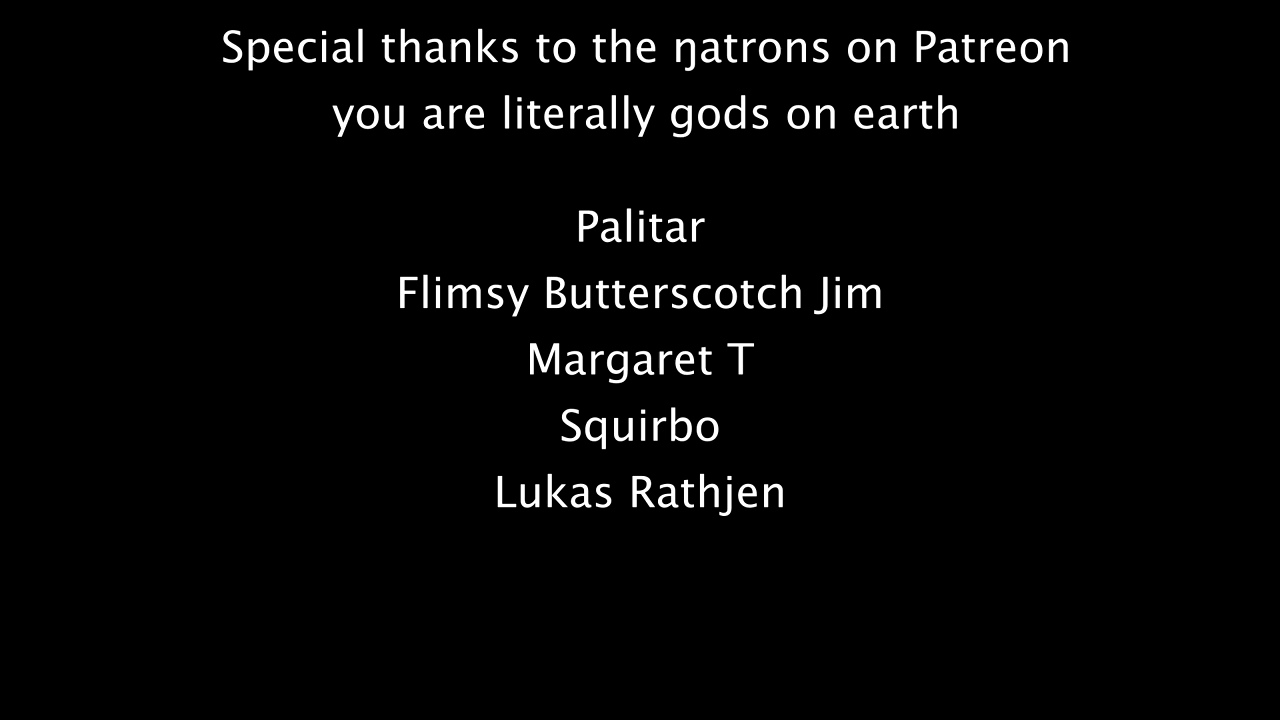 Special thanks to the ŋatrons on Patreon
you are literally gods on earth
Palitar
Flimsy Butterscotch Jim
Margaret T
Squirbo
Lukas Rathjen